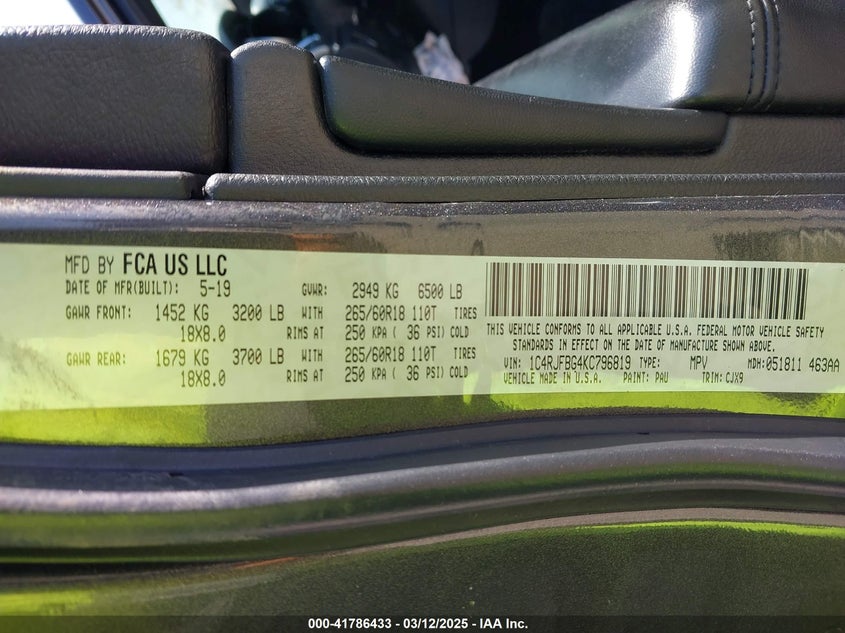 MFD BY FCA US LLC
DATE OF MFR(BUILT): 5-19 GVWR: 2949 KG 6500 LB
GAWR FRONT: 1452 KG 3200 LB WITH 265/60R18 110T TIRES
18X8.0 RIMS AT 250 KPA ( 36 PSI) COLD
GAWR REAR: 1679 KG 3700 LB WITH 265/60R18 110T TIRES
18X8.0 RIMS AT 250 KPA ( 36 PSI) COLD
THIS VEHICLE CONFORMS TO ALL APPLICABLE U.S.A. FEDERAL MOTOR VEHICLE SAFETY
STANDARDS IN EFFECT ON THE DATE OF MANUFACTURE SHOWN ABOVE.
VIN: 1C4RJFBG4KC796819 TYPE: MPV MDH: 051811 463AA
VEHICLE MADE IN U.S.A. PAINT: PAU TRIM: CJX9
000-41786433 - 03/12/2025 - IAA Inc.